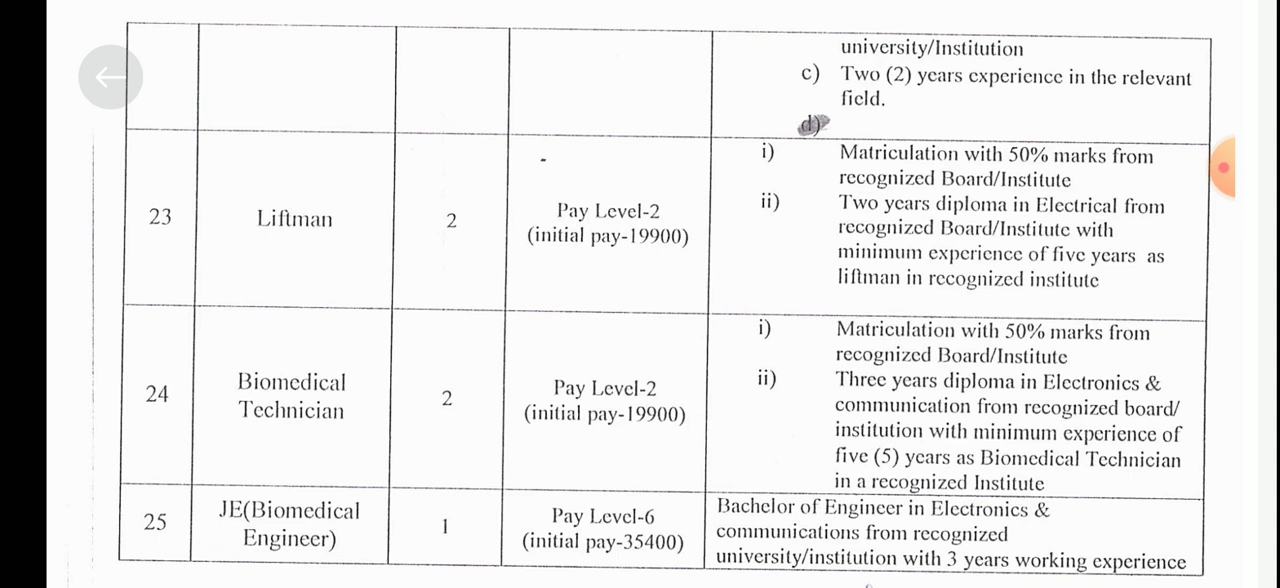 university/Institution
c) Two (2) years experience in the relevant
field.
d)
23
Liftman
2
Pay Level-2
(initial pay-19900)
i) Matriculation with 50% marks from
recognized Board/Institute
ii) Two years diploma in Electrical from
recognized Board/Institute with
minimum experience of five years as
liftman in recognized institute
24
Biomedical
Technician
2
Pay Level-2
(initial pay-19900)
i) Matriculation with 50% marks from
recognized Board/Institute
ii) Three years diploma in Electronics &
communication from recognized board/
institution with minimum experience of
five (5) years as Biomedical Technician
in a recognized Institute
25
JE(Biomedical
Engineer)
1
Pay Level-6
(initial pay-35400)
Bachelor of Engineer in Electronics &
communications from recognized
university/institution with 3 years working experience